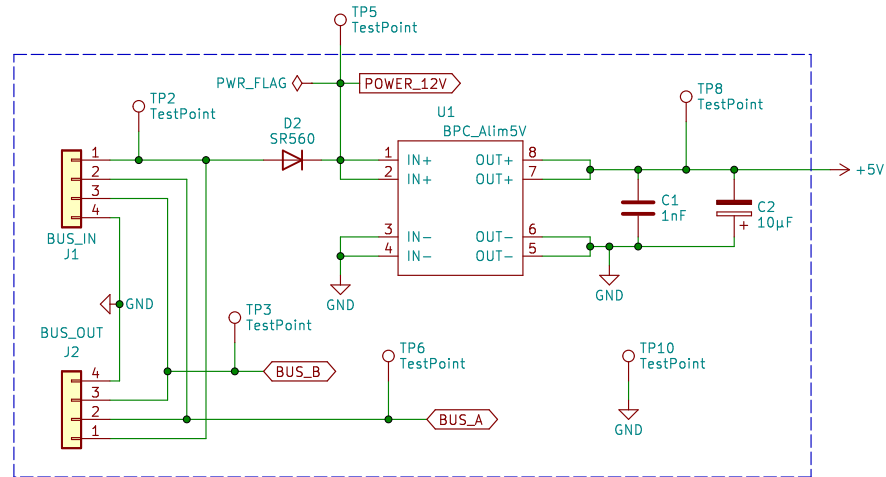 TP5
TestPoint
PWR_FLAG
POWER_12V
TP2
TestPoint
D2
SR560
U1
BPC_Alim5V
TP8
TestPoint
1
2
3
4
BUS_IN
J1
1
2
3
4
IN+
IN+
IN-
IN-
OUT+
OUT+
OUT-
OUT-
8
7
6
5
C1
1nF
C2
10µF
+
+5V
GND
GND
GND
BUS_OUT
J2
4
3
2
1
TP3
TestPoint
BUS_B
TP6
TestPoint
BUS_A
TP10
TestPoint
GND